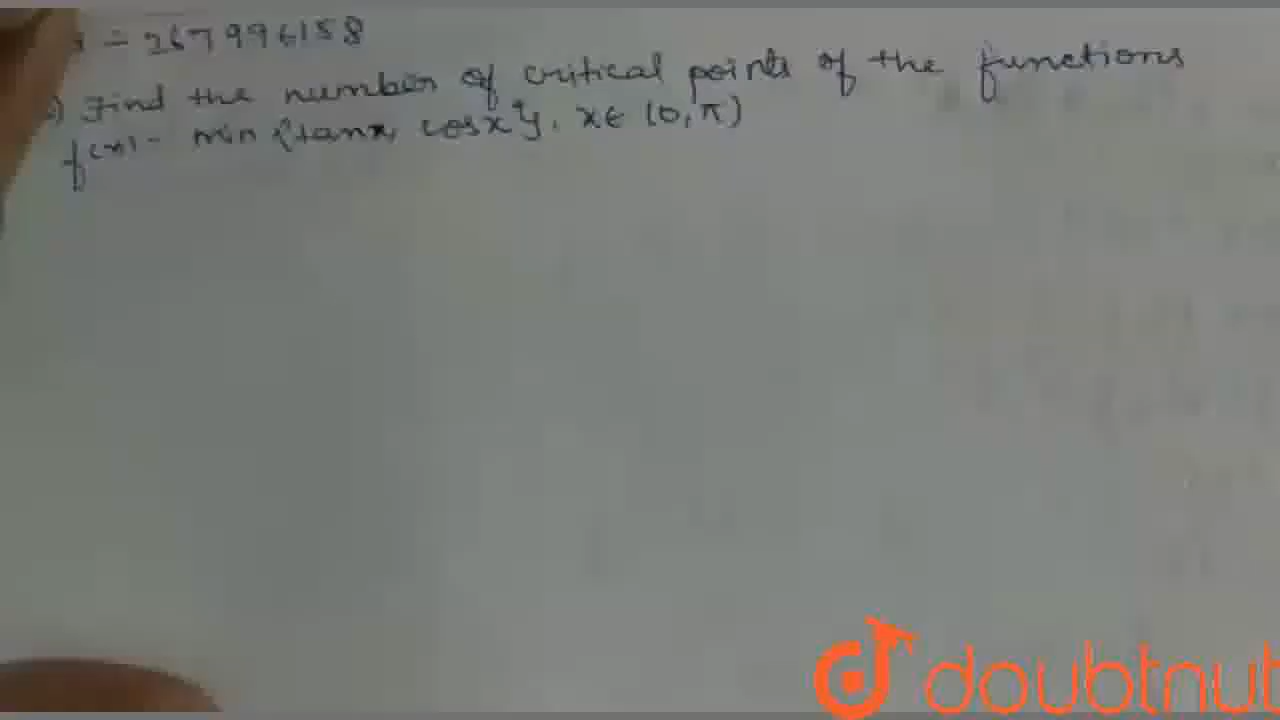 - 267996158
) Find the number of critical points of the functions
f(x) = min {tanx, cosx}, x ∈ (0, π)
doubtnut